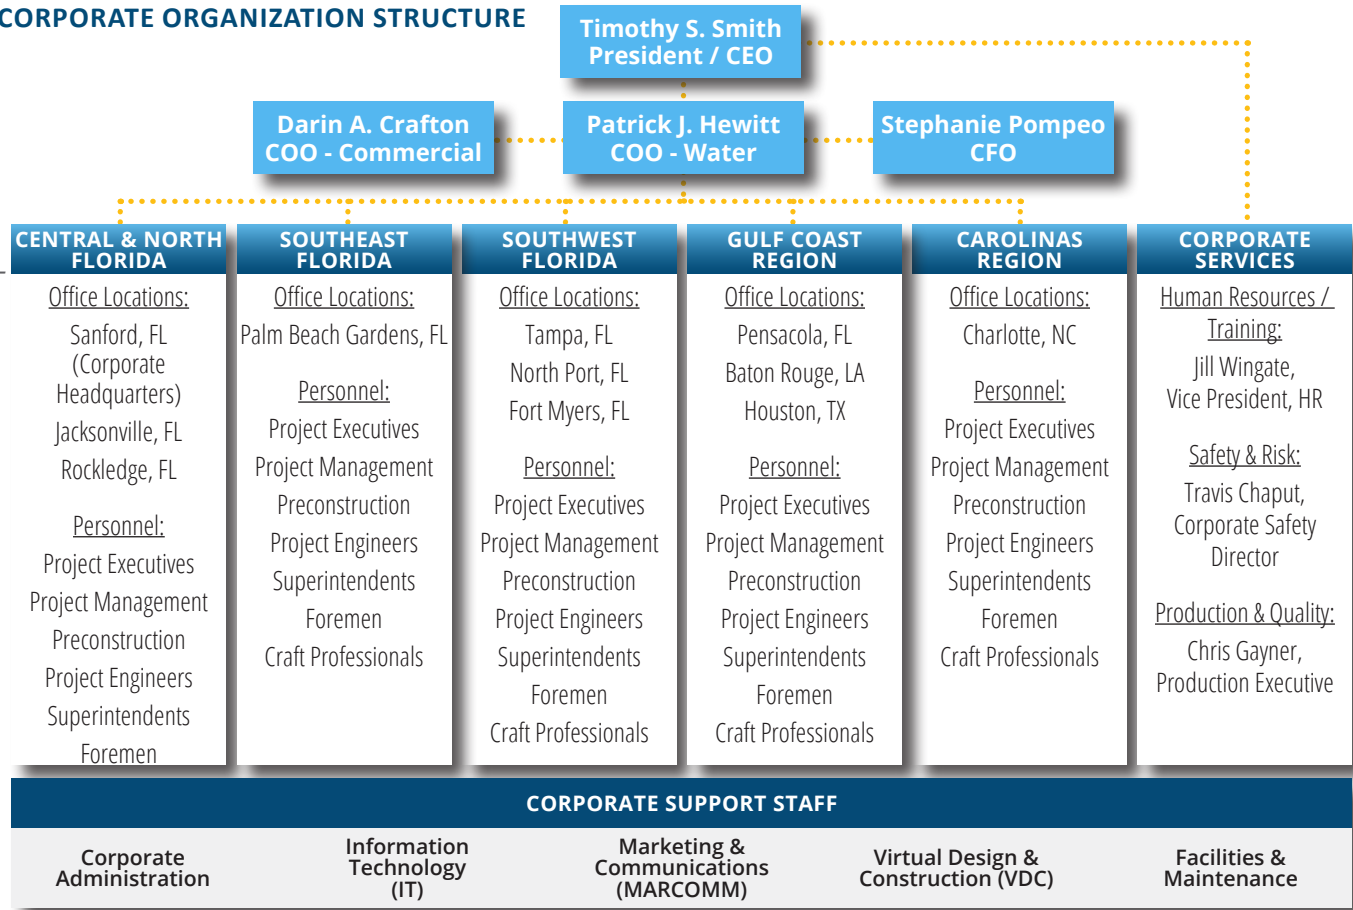 CORPORATE ORGANIZATION STRUCTURE
Timothy S. Smith
President / CEO
Darin A. Crafton
COO - Commercial
Patrick J. Hewitt
COO - Water
Stephanie Pompeo
CFO
CENTRAL & NORTH
FLORIDA
Office Locations:
Sanford, FL
(Corporate
Headquarters)
Jacksonville, FL
Rockledge, FL
Personnel:
Project Executives
Project Management
Preconstruction
Project Engineers
Superintendents
Foremen
SOUTHEAST
FLORIDA
Office Locations:
Palm Beach Gardens, FL
Personnel:
Project Executives
Project Management
Preconstruction
Project Engineers
Superintendents
Foremen
Craft Professionals
SOUTHWEST
FLORIDA
Office Locations:
Tampa, FL
North Port, FL
Fort Myers, FL
Personnel:
Project Executives
Project Management
Preconstruction
Project Engineers
Superintendents
Foremen
Craft Professionals
GULF COAST
REGION
Office Locations:
Pensacola, FL
Baton Rouge, LA
Houston, TX
Personnel:
Project Executives
Project Management
Preconstruction
Project Engineers
Superintendents
Foremen
Craft Professionals
CAROLINAS
REGION
Office Locations:
Charlotte, NC
Personnel:
Project Executives
Project Management
Preconstruction
Project Engineers
Superintendents
Foremen
Craft Professionals
CORPORATE
SERVICES
Human Resources /
Training:
Jill Wingate,
Vice President, HR
Safety & Risk:
Travis Chaput,
Corporate Safety
Director
Production & Quality:
Chris Gayner,
Production Executive
CORPORATE SUPPORT STAFF
Corporate
Administration
Information
Technology
(IT)
Marketing &
Communications
(MARCOMM)
Virtual Design &
Construction (VDC)
Facilities &
Maintenance